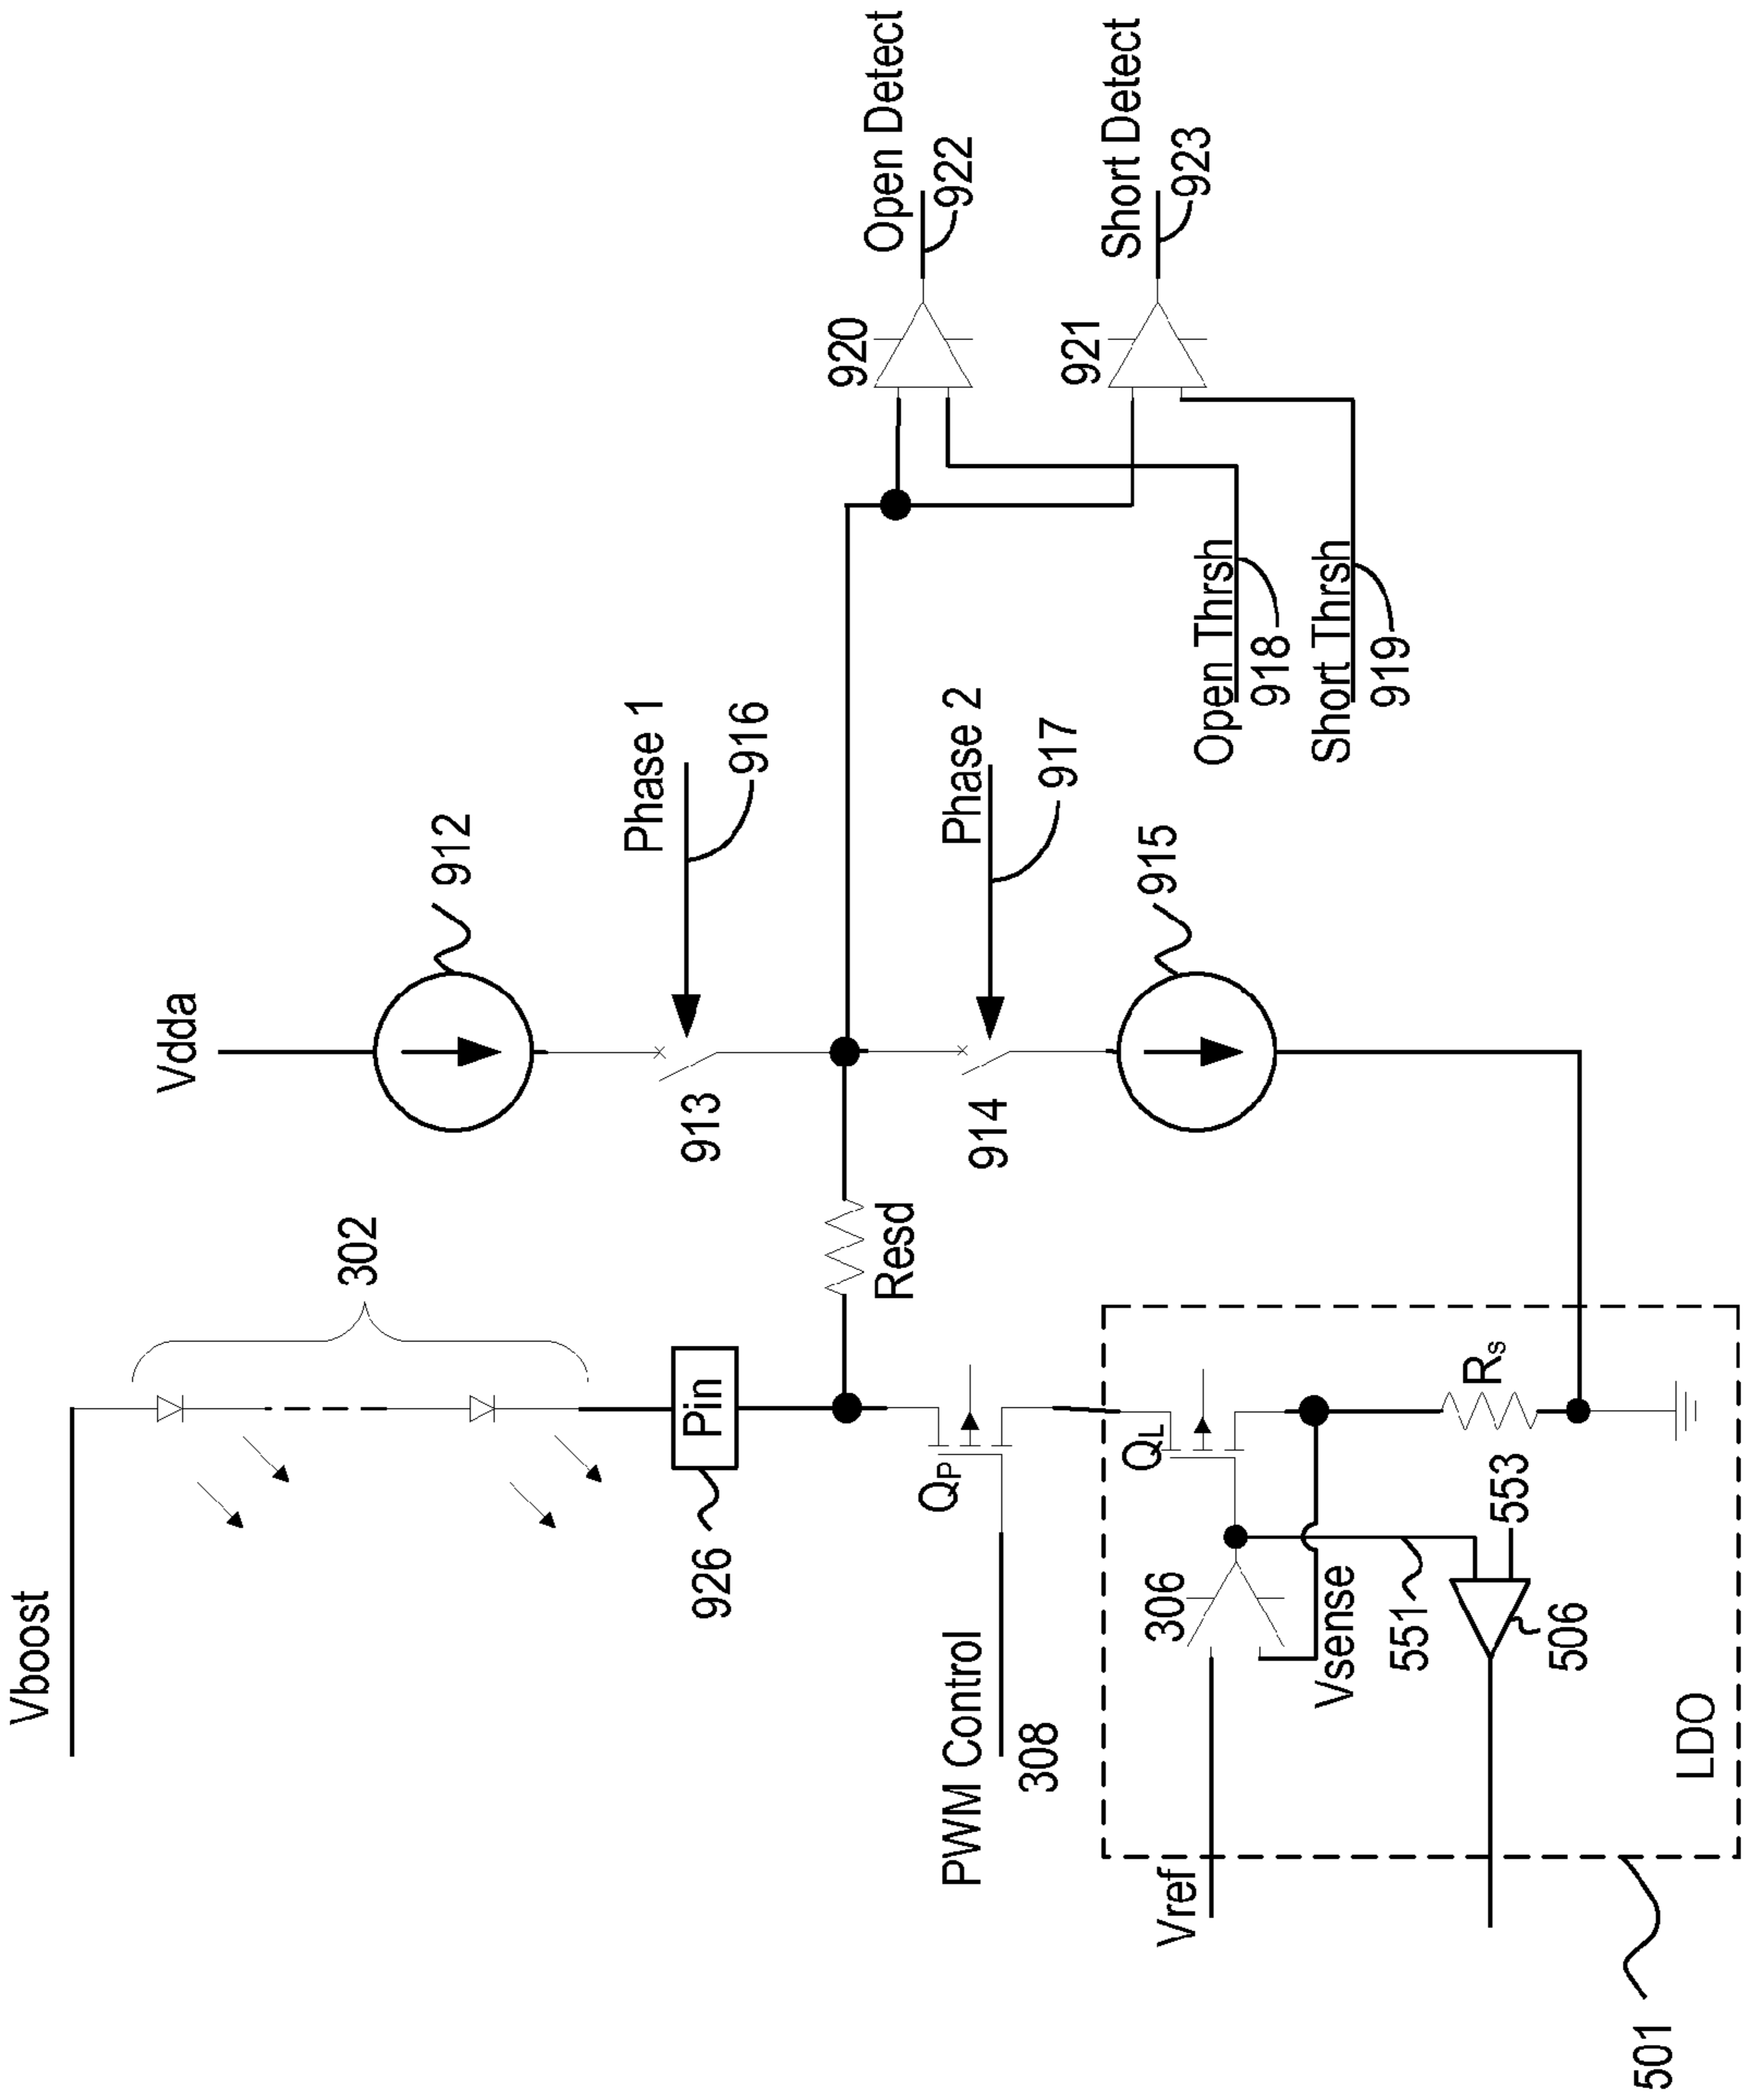 Vboost
302
Vdda
912
Phase 1
916
913
Pin
926
Resd
PWM Control
308
QP
Phase 2
917
914
915
Open Detect
922
920
Short Detect
923
921
Open Thrsh
918
Short Thrsh
919
Vref
306
QL
Vsense
Rs
551
553
506
LDO
501